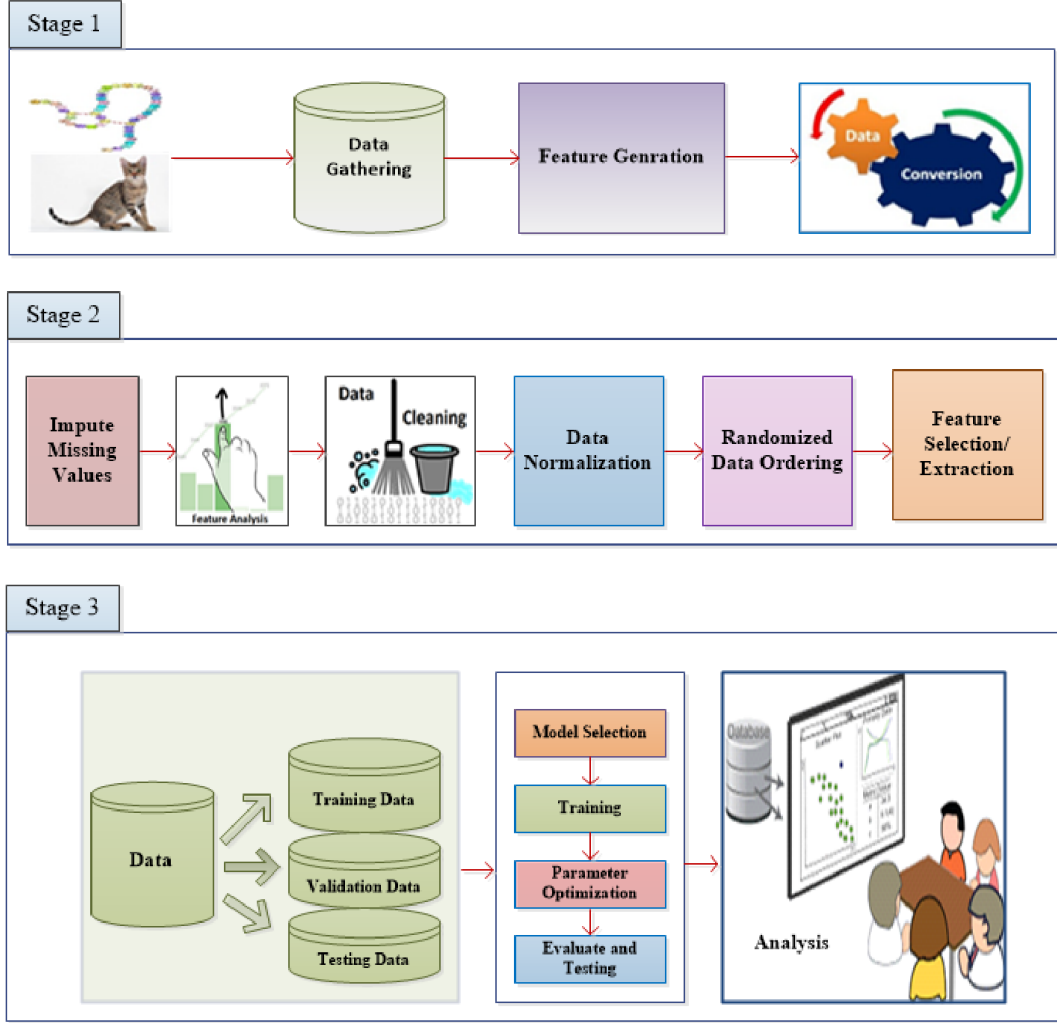 Stage 1
Data
Gathering
Feature Genration
Data
Conversion
Stage 2
Impute
Missing
Values
Feature Analysis
Data
Cleaning
Data
Normalization
Randomized
Data Ordering
Feature
Selection/
Extraction
Stage 3
Data
Training Data
Validation Data
Testing Data
Model Selection
Training
Parameter
Optimization
Evaluate and
Testing
Database
Scatter Plot
Analysis